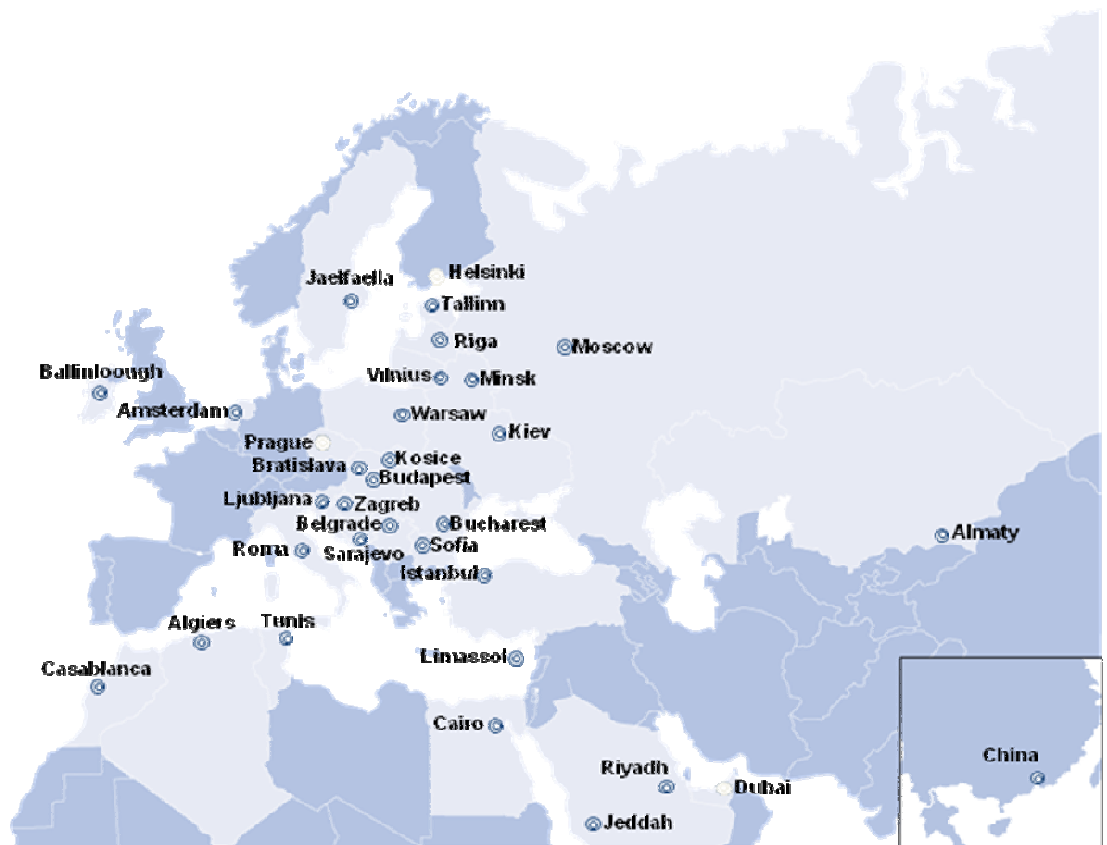 Helsinki
Jaelfaella
Tallinn
Riga
Moscow
Ballinloough
Vilnius
Minsk
Amsterdam
Warsaw
Kiev
Prague
Kosice
Bratislava
Budapest
Ljubljana
Zagreb
Belgrade
Bucharest
Almaty
Roma
Sarajevo
Sofia
Istanbul
Algiers
Tunis
Limassol
Casablanca
Cairo
China
Riyadh
Dubai
Jeddah